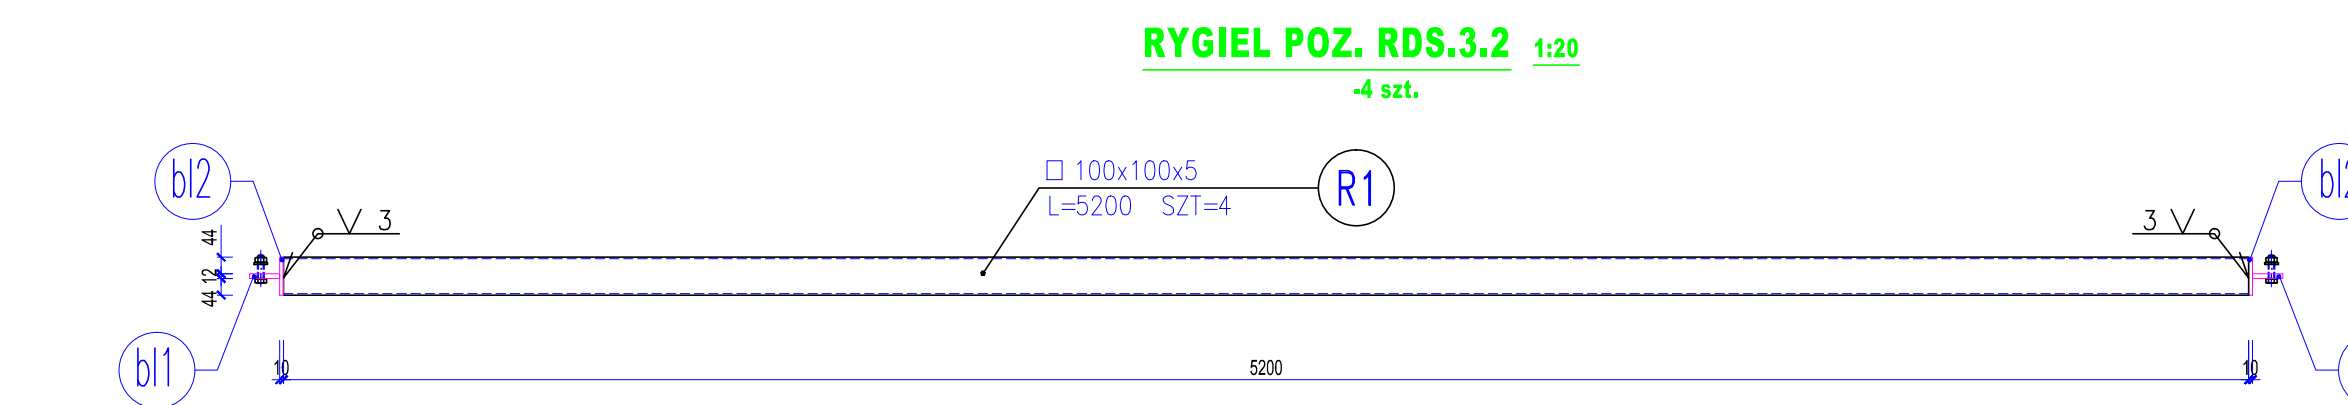 RYGIEL POZ. RDS.3.2 1:20
-4 szt.
bl2
□ 100x100x5
L=5200 SZT=4
R1
bl2
3
3
44
12
44
bl1
10
5200
10